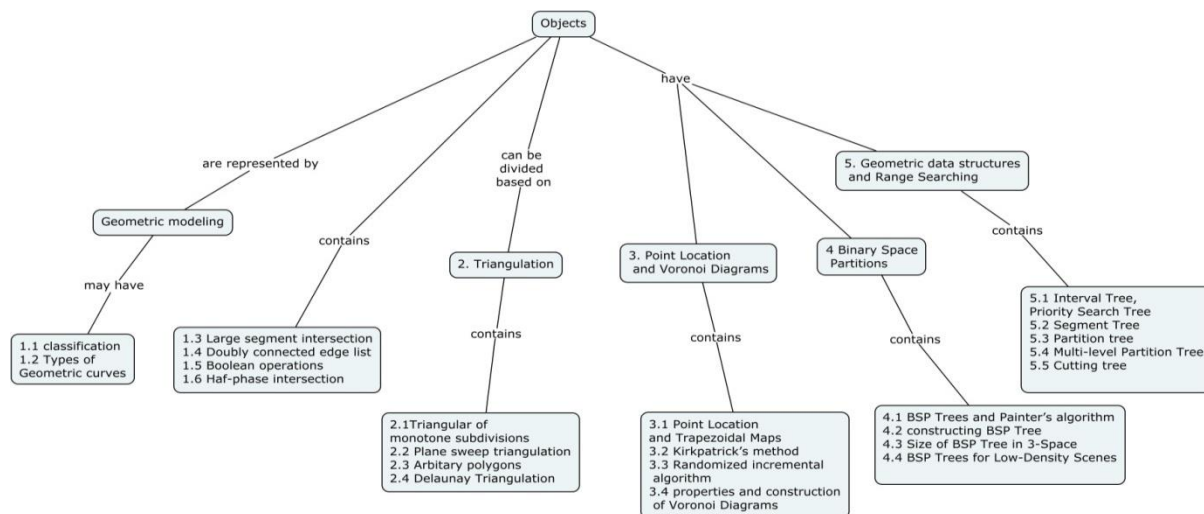 Objects
have
are represented by
can be
divided
based on
5. Geometric data structures
and Range Searching
Geometric modeling
contains
contains
2. Triangulation
3. Point Location
and Voronoi Diagrams
4 Binary Space
Partitions
may have
contains
contains
contains
1.1 classification
1.2 Types of
Geometric curves
1.3 Large segment intersection
1.4 Doubly connected edge list
1.5 Boolean operations
1.6 Haf-phase intersection
5.1 Interval Tree,
Priority Search Tree
5.2 Segment Tree
5.3 Partition tree
5.4 Multi-level Partition Tree
5.5 Cutting tree
2.1Triangular of
monotone subdivisions
2.2 Plane sweep triangulation
2.3 Arbitary polygons
2.4 Delaunay Triangulation
3.1 Point Location
and Trapezoidal Maps
3.2 Kirkpatrick's method
3.3 Randomized incremental
algorithm
3.4 properties and construction
of Voronoi Diagrams
4.1 BSP Trees and Painter's algorithm
4.2 constructing BSP Tree
4.3 Size of BSP Tree in 3-Space
4.4 BSP Trees for Low-Density Scenes